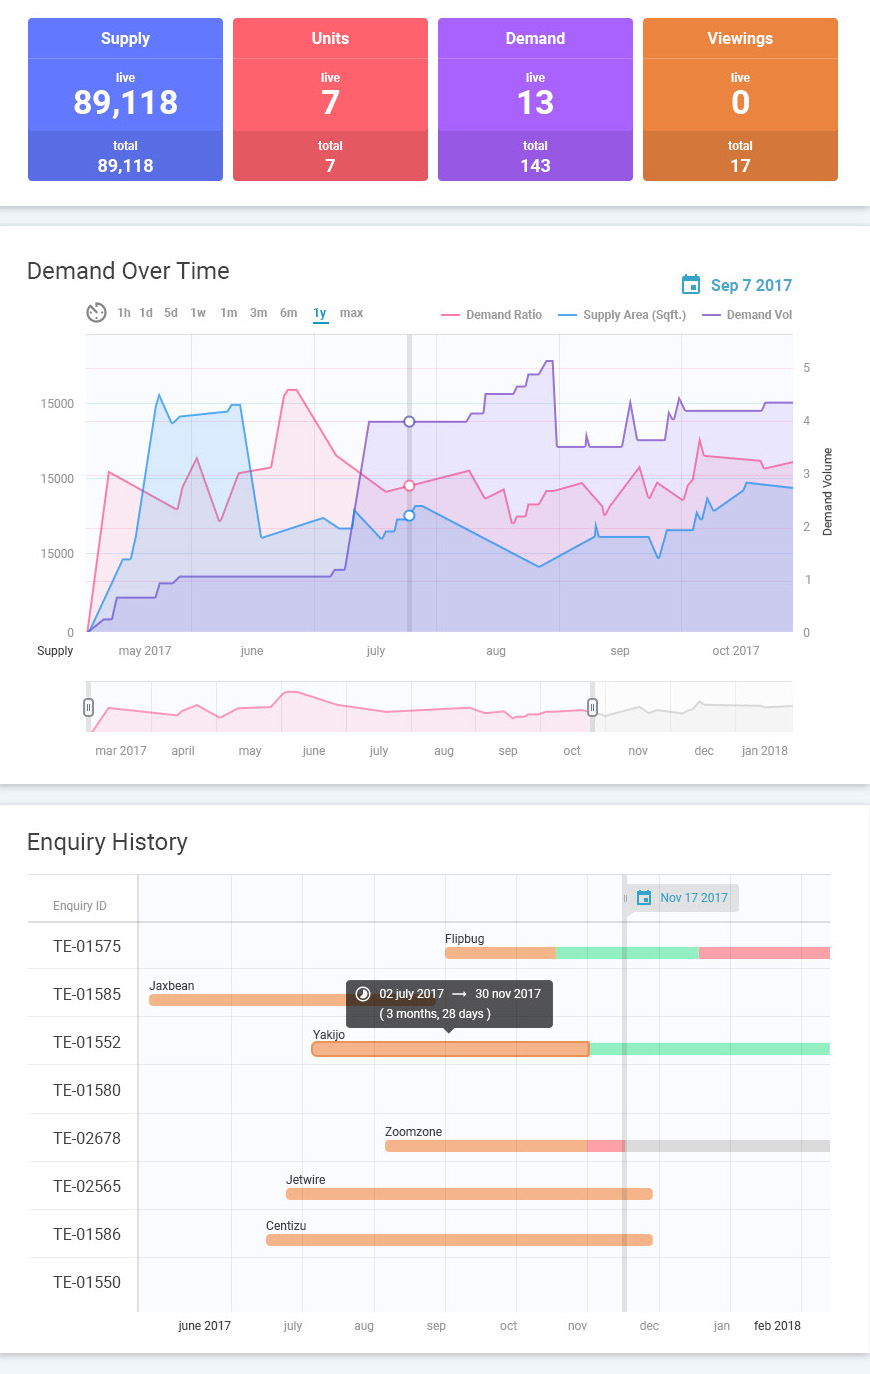 Supply
live
89,118
total
89,118
Units
live
7
total
7
Demand
live
13
total
143
Viewings
live
0
total
17
Demand Over Time
Sep 7 2017
1h 1d 5d 1w 1m 3m 6m 1y max
Demand Ratio Supply Area (Sqft.) Demand Vol
15000
15000
15000
0
Supply
5
4
3
2
1
0
Demand Volume
may 2017 june july aug sep oct 2017
mar 2017 april may june july aug sep oct nov dec jan 2018
Enquiry History
Enquiry ID
Nov 17 2017
TE-01575
Flipbug
TE-01585
Jaxbean
02 july 2017 → 30 nov 2017
( 3 months, 28 days )
TE-01552
Yakijo
TE-01580
TE-02678
Zoomzone
TE-02565
Jetwire
TE-01586
Centizu
TE-01550
june 2017 july aug sep oct nov dec jan feb 2018